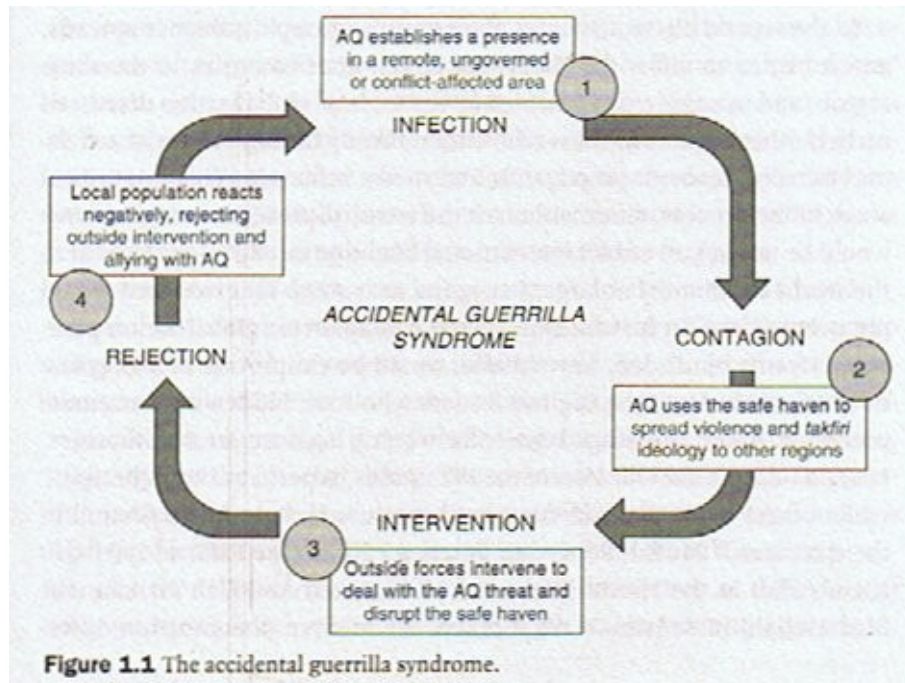 AQ establishes a presence
in a remote, ungoverned
or conflict-affected area
1
INFECTION
Local population reacts
negatively, rejecting
outside intervention and
allying with AQ
4
REJECTION
ACCIDENTAL GUERRILLA
SYNDROME
CONTAGION
2
AQ uses the safe haven to
spread violence and takfiri
ideology to other regions
INTERVENTION
3
Outside forces intervene to
deal with the AQ threat and
disrupt the safe haven
Figure 1.1 The accidental guerrilla syndrome.